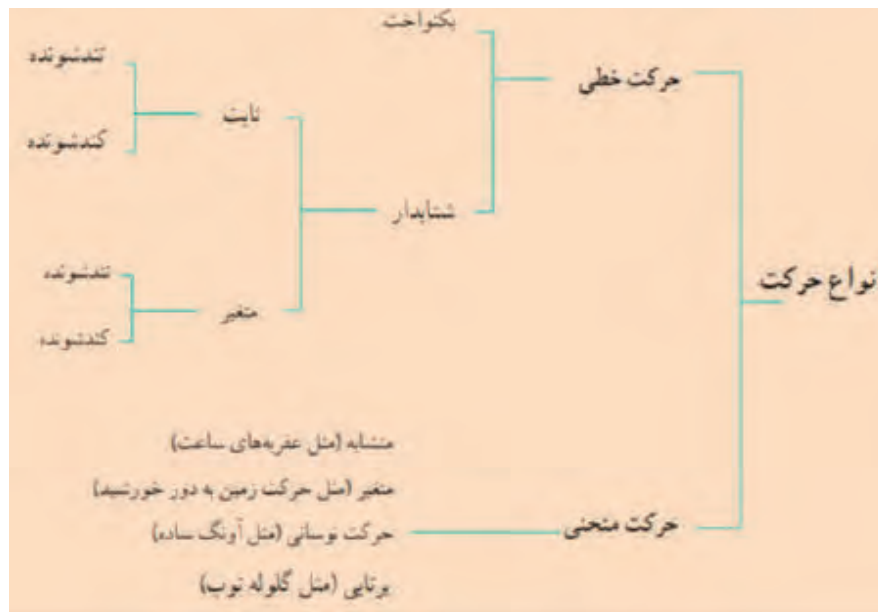 نواع حرکت
حرکت خطی
یکنواخت
شتابدار
ثابت
تندشونده
کندشونده
متغیر
تندشونده
کندشونده
حرکت منحنی
متشابه (مثل عقربه‌های ساعت)
متغیر (مثل حرکت زمین به دور خورشید)
حرکت نوسانی (مثل آونگ ساده)
پرتابی (مثل گلوله توپ)